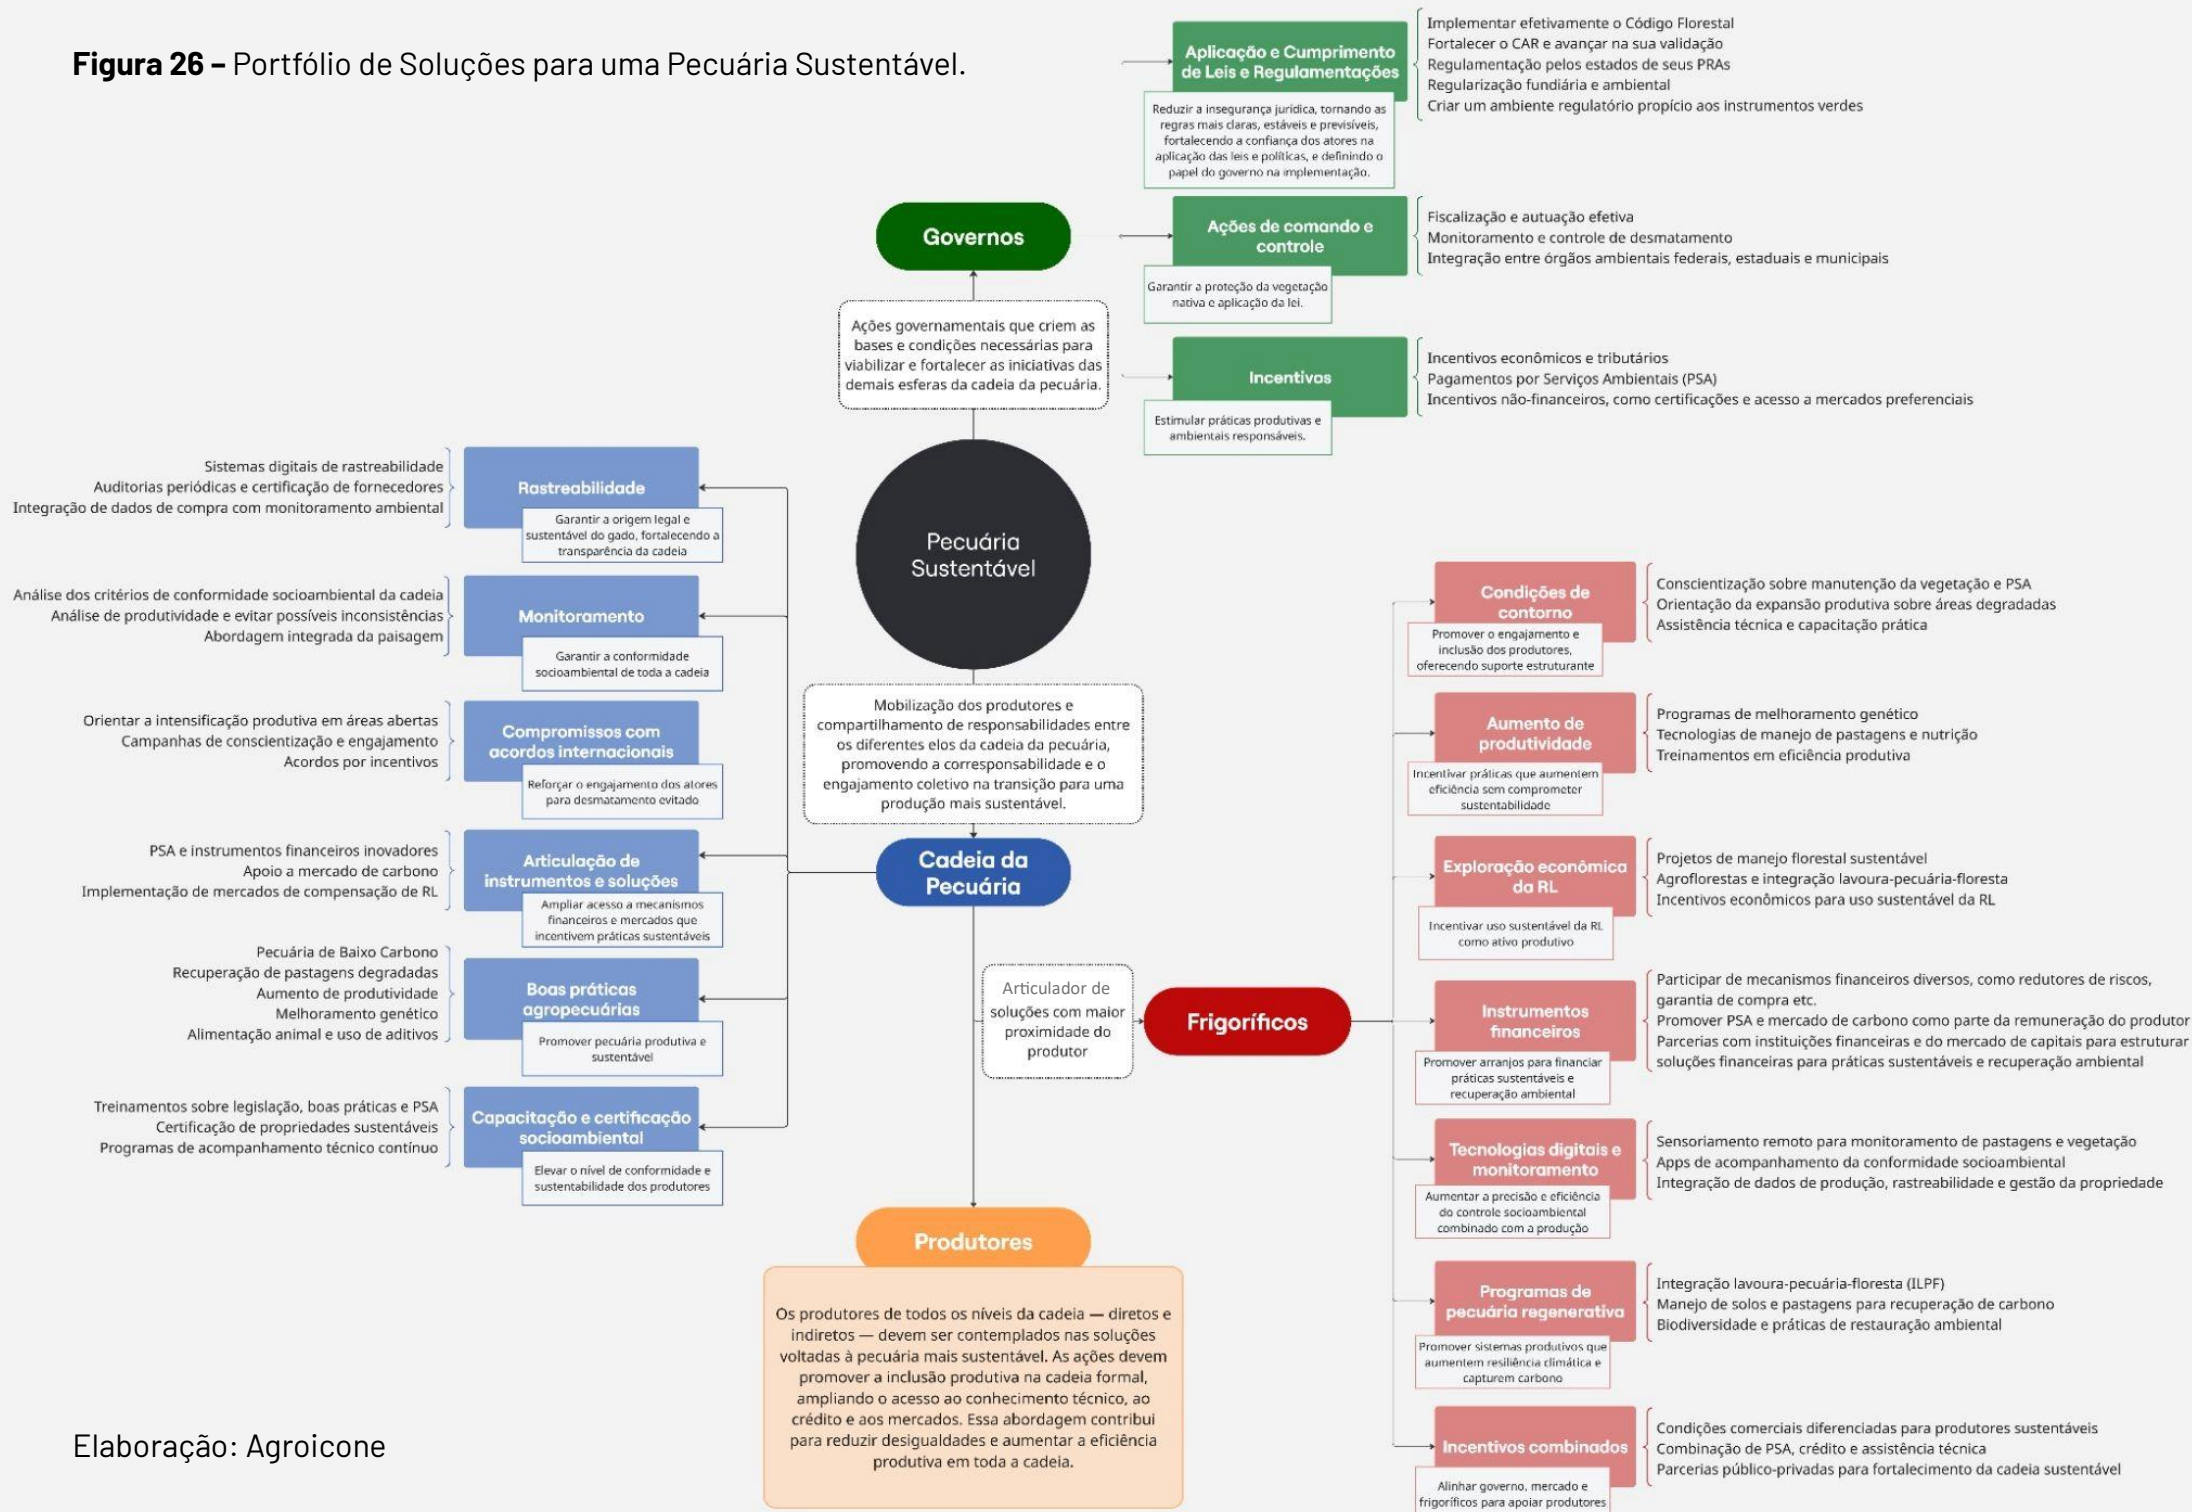 Figura 26 – Portfólio de Soluções para uma Pecuária Sustentável.
Aplicação e Cumprimento
de Leis e Regulamentações
Reduzir a insegurança jurídica, tornando as
regras mais claras, estáveis e previsíveis,
fortalecendo a confiança dos atores na
aplicação das leis e políticas, e definindo o
papel do governo na implementação.
Implementar efetivamente o Código Florestal
Fortalecer o CAR e avançar na sua validação
Regulamentação pelos estados de seus PRAs
Regularização fundiária e ambiental
Criar um ambiente regulatório propício aos instrumentos verdes
Governos
Ações de comando e
controle
Garantir a proteção da vegetação
nativa e aplicação da lei.
Fiscalização e autuação efetiva
Monitoramento e controle de desmatamento
Integração entre órgãos ambientais federais, estaduais e municipais
Ações governamentais que criem as
bases e condições necessárias para
viabilizar e fortalecer as iniciativas das
demais esferas da cadeia da pecuária.
Incentivos
Estimular práticas produtivas e
ambientais responsáveis.
Incentivos econômicos e tributários
Pagamentos por Serviços Ambientais (PSA)
Incentivos não-financeiros, como certificações e acesso a mercados preferenciais
Pecuária
Sustentável
Sistemas digitais de rastreabilidade
Auditorias periódicas e certificação de fornecedores
Integração de dados de compra com monitoramento ambiental
Rastreabilidade
Garantir a origem legal e
sustentável do gado, fortalecendo a
transparência da cadeia
Análise dos critérios de conformidade socioambiental da cadeia
Análise de produtividade e evitar possíveis inconsistências
Abordagem integrada da paisagem
Monitoramento
Garantir a conformidade
socioambiental de toda a cadeia
Orientar a intensificação produtiva em áreas abertas
Campanhas de conscientização e engajamento
Acordos por incentivos
Compromissos com
acordos internacionais
Reforçar o engajamento dos atores
para desmatamento evitado
Mobilização dos produtores e
compartilhamento de responsabilidades entre
os diferentes elos da cadeia da pecuária,
promovendo a corresponsabilidade e o
engajamento coletivo na transição para uma
produção mais sustentável.
Cadeia da
Pecuária
PSA e instrumentos financeiros inovadores
Apoio a mercado de carbono
Implementação de mercados de compensação de RL
Articulação de
instrumentos e soluções
Ampliar acesso a mecanismos
financeiros e mercados que
incentivem práticas sustentáveis
Pecuária de Baixo Carbono
Recuperação de pastagens degradadas
Aumento de produtividade
Melhoramento genético
Alimentação animal e uso de aditivos
Boas práticas
agropecuárias
Promover pecuária produtiva e
sustentável
Treinamentos sobre legislação, boas práticas e PSA
Certificação de propriedades sustentáveis
Programas de acompanhamento técnico contínuo
Capacitação e certificação
socioambiental
Elevar o nível de conformidade e
sustentabilidade dos produtores
Articulador de
soluções com maior
proximidade do
produtor
Frigoríficos
Condições de
contorno
Promover o engajamento e
inclusão dos produtores,
oferecendo suporte estruturante
Conscientização sobre manutenção da vegetação e PSA
Orientação da expansão produtiva sobre áreas degradadas
Assistência técnica e capacitação prática
Aumento de
produtividade
Incentivar práticas que aumentem
eficiência sem comprometer
sustentabilidade
Programas de melhoramento genético
Tecnologias de manejo de pastagens e nutrição
Treinamentos em eficiência produtiva
Exploração econômica
da RL
Incentivar uso sustentável da RL
como ativo produtivo
Projetos de manejo florestal sustentável
Agroflorestas e integração lavoura-pecuária-floresta
Incentivos econômicos para uso sustentável da RL
Instrumentos
financeiros
Promover arranjos para financiar
práticas sustentáveis e
recuperação ambiental
Participar de mecanismos financeiros diversos, como redutores de riscos,
garantia de compra etc.
Promover PSA e mercado de carbono como parte da remuneração do produtor
Parcerias com instituições financeiras e do mercado de capitais para estruturar
soluções financeiras para práticas sustentáveis e recuperação ambiental
Tecnologias digitais e
monitoramento
Aumentar a precisão e eficiência
do controle socioambiental
combinado com a produção
Sensoriamento remoto para monitoramento de pastagens e vegetação
Apps de acompanhamento da conformidade socioambiental
Integração de dados de produção, rastreabilidade e gestão da propriedade
Programas de
pecuária regenerativa
Promover sistemas produtivos que
aumentem resiliência climática e
capturem carbono
Integração lavoura-pecuária-floresta (ILPF)
Manejo de solos e pastagens para recuperação de carbono
Biodiversidade e práticas de restauração ambiental
Incentivos combinados
Alinhar governo, mercado e
frigoríficos para apoiar produtores
Condições comerciais diferenciadas para produtores sustentáveis
Combinação de PSA, crédito e assistência técnica
Parcerias público-privadas para fortalecimento da cadeia sustentável
Produtores
Os produtores de todos os níveis da cadeia — diretos e
indiretos — devem ser contemplados nas soluções
voltadas à pecuária mais sustentável. As ações devem
promover a inclusão produtiva na cadeia formal,
ampliando o acesso ao conhecimento técnico, ao
crédito e aos mercados. Essa abordagem contribui
para reduzir desigualdades e aumentar a eficiência
produtiva em toda a cadeia.
Elaboração: Agroicone